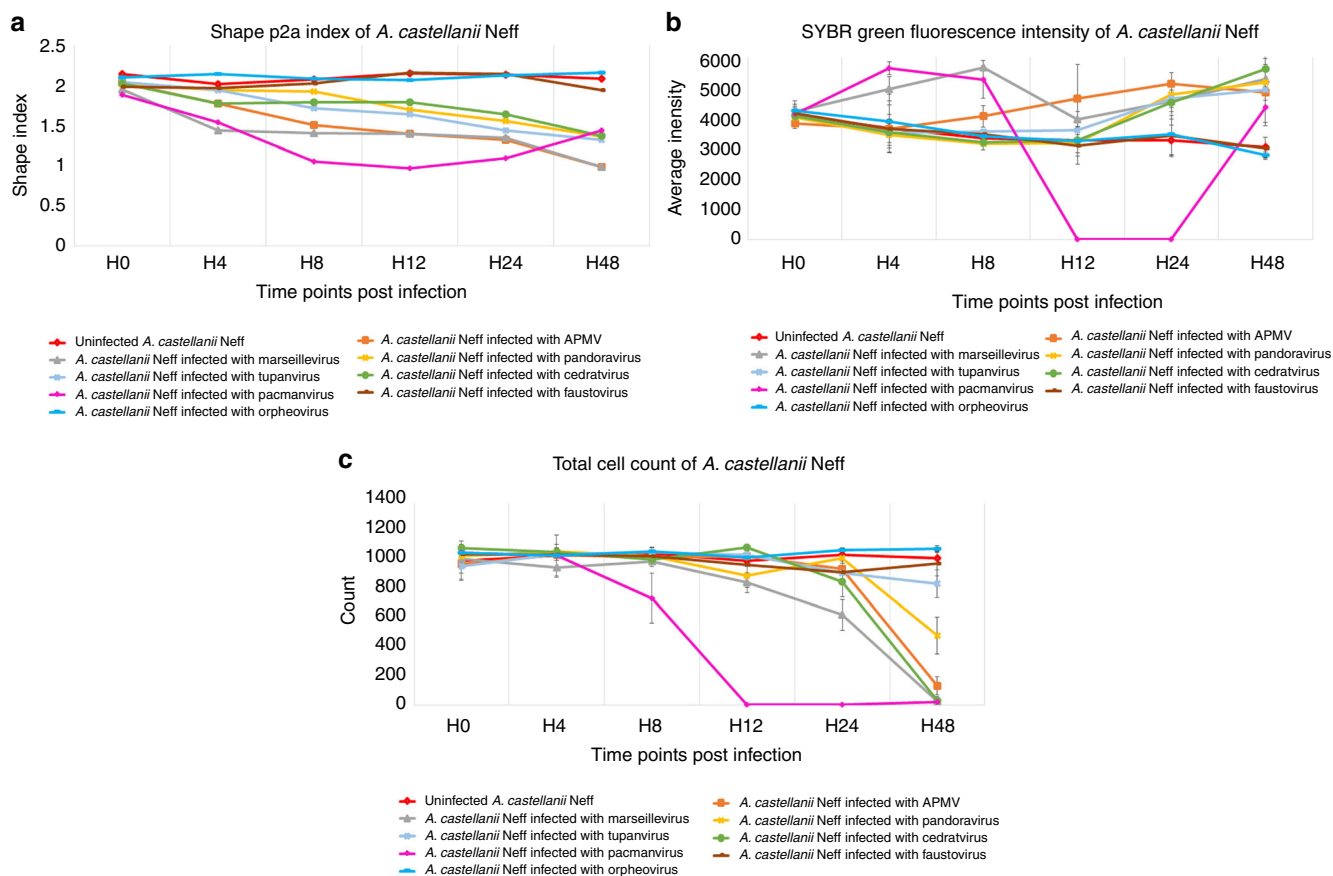 a
Shape p2a index of A. castellanii Neff
2.5
2
1.5
1
0.5
0
Shape index
H0 H4 H8 H12 H24 H48
Time points post infection
Uninfected A. castellanii Neff
A. castellanii Neff infected with marseillevirus
A. castellanii Neff infected with tupanvirus
A. castellanii Neff infected with pacmanvirus
A. castellanii Neff infected with orpheovirus
A. castellanii Neff infected with APMV
A. castellanii Neff infected with pandoravirus
A. castellanii Neff infected with cedratvirus
A. castellanii Neff infected with faustovirus
b
SYBR green fluorescence intensity of A. castellanii Neff
6000
5000
4000
3000
2000
1000
0
Average inensity
H0 H4 H8 H12 H24 H48
Time points post infection
Uninfected A. castellanii Neff
A. castellanii Neff infected with marseillevirus
A. castellanii Neff infected with tupanvirus
A. castellanii Neff infected with pacmanvirus
A. castellanii Neff infected with orpheovirus
A. castellanii Neff infected with APMV
A. castellanii Neff infected with pandoravirus
A. castellanii Neff infected with cedratvirus
A. castellanii Neff infected with faustovirus
c
Total cell count of A. castellanii Neff
1400
1200
1000
800
600
400
200
0
Count
H0 H4 H8 H12 H24 H48
Time points post infection
Uninfected A. castellanii Neff
A. castellanii Neff infected with marseillevirus
A. castellanii Neff infected with tupanvirus
A. castellanii Neff infected with pacmanvirus
A. castellanii Neff infected with orpheovirus
A. castellanii Neff infected with APMV
A. castellanii Neff infected with pandoravirus
A. castellanii Neff infected with cedratvirus
A. castellanii Neff infected with faustovirus